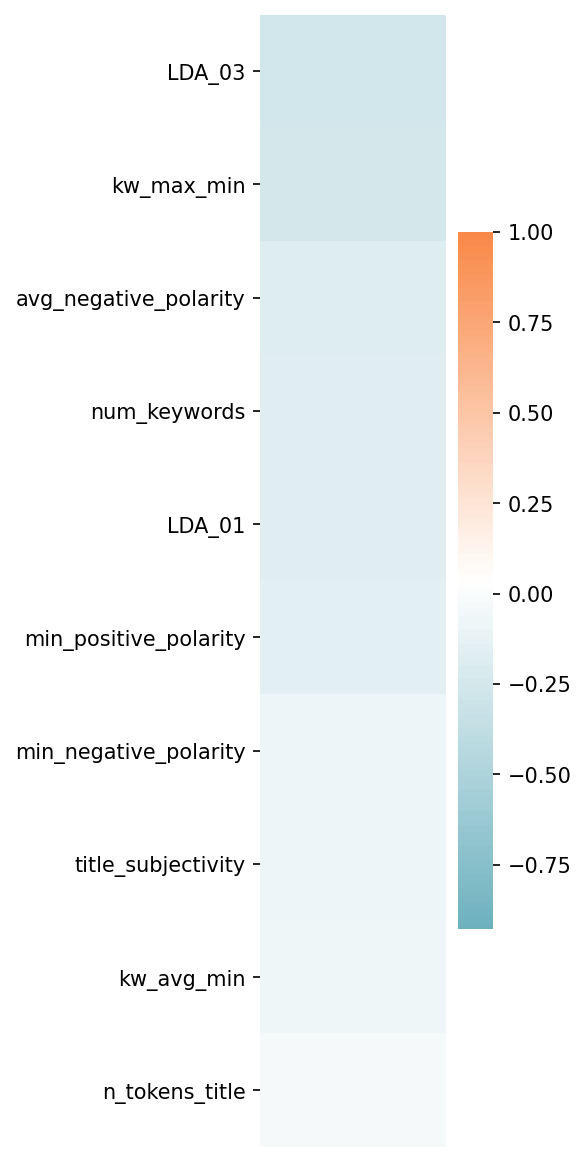 LDA_03
kw_max_min
avg_negative_polarity
num_keywords
LDA_01
min_positive_polarity
min_negative_polarity
title_subjectivity
kw_avg_min
n_tokens_title
1.00
0.75
0.50
0.25
0.00
−0.25
−0.50
−0.75